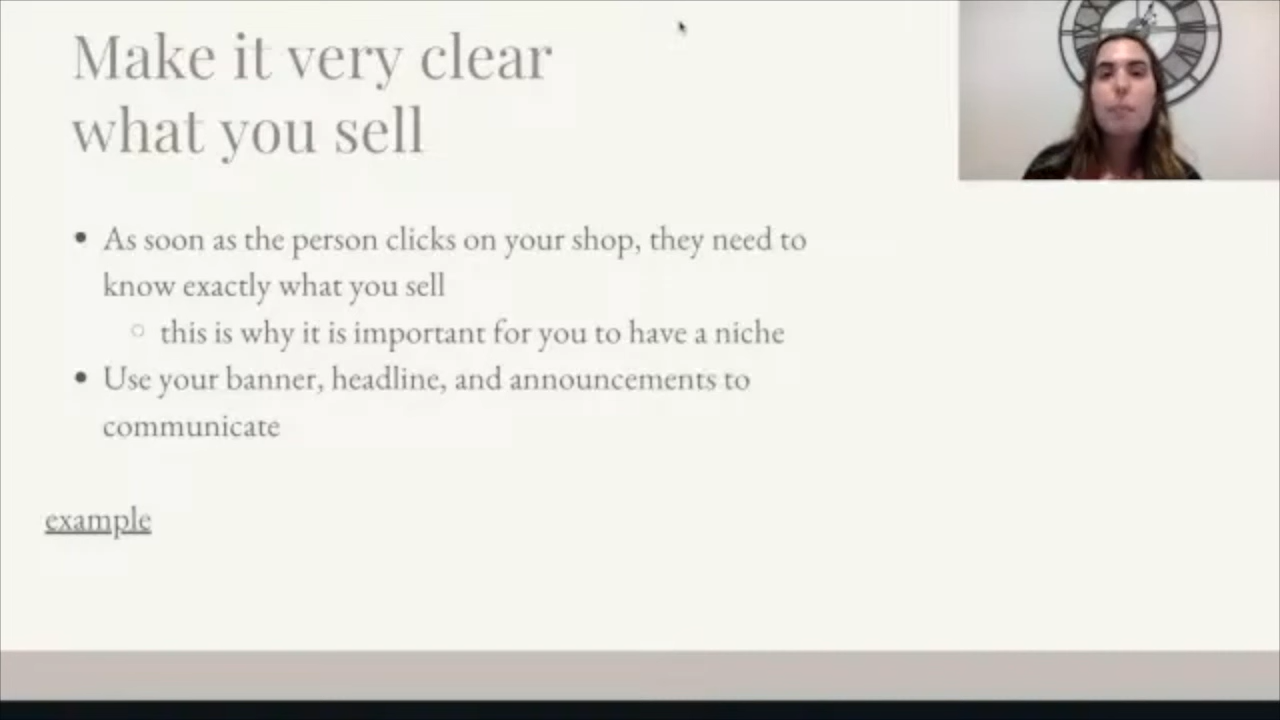 Make it very clear
what you sell
As soon as the person clicks on your shop, they need to
know exactly what you sell
this is why it is important for you to have a niche
Use your banner, headline, and announcements to
communicate
example